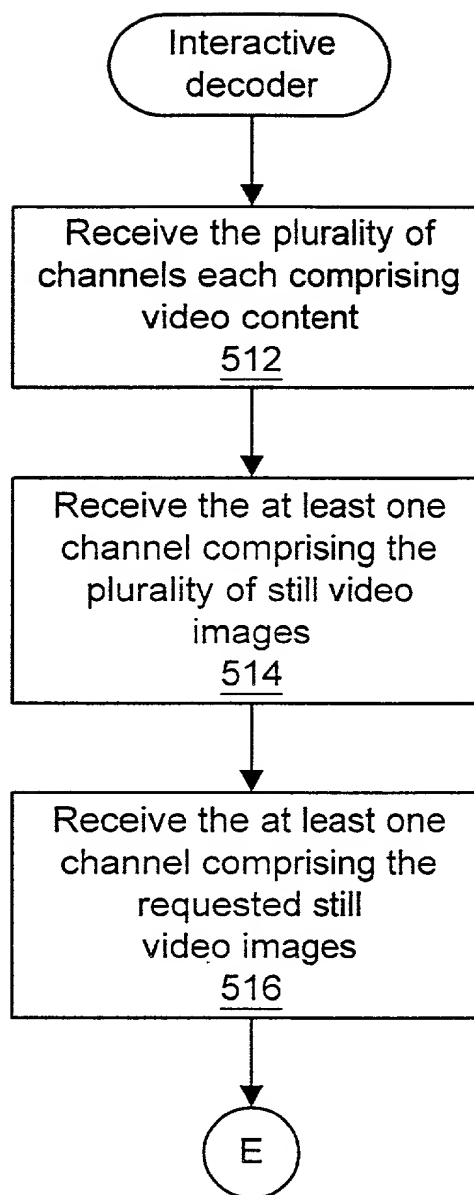 Interactive
decoder
Receive the plurality of
channels each comprising
video content
512
Receive the at least one
channel comprising the
plurality of still video
images
514
Receive the at least one
channel comprising the
requested still
video images
516
E